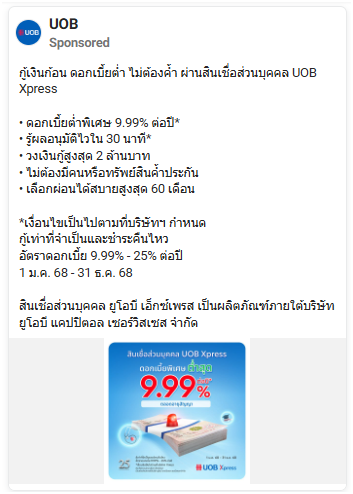 UOB
Sponsored
กู้เงินก้อน ดอกเบี้ยต่ำ ไม่ต้องค้ำ ผ่านสินเชื่อส่วนบุคคล UOB
Xpress
• ดอกเบี้ยต่ำพิเศษ 9.99% ต่อปี*
• รู้ผลอนุมัติไวใน 30 นาที*
• วงเงินกู้สูงสุด 2 ล้านบาท
• ไม่ต้องมีคนหรือทรัพย์สินค้ำประกัน
• เลือกผ่อนได้สบายสูงสุด 60 เดือน
*เงื่อนไขเป็นไปตามที่บริษัทฯ กำหนด
กู้เท่าที่จำเป็นและชำระคืนไหว
อัตราดอกเบี้ย 9.99% - 25% ต่อปี
1 ม.ค. 68 - 31 ธ.ค. 68
สินเชื่อส่วนบุคคล ยูโอบี เอ็กซ์เพรส เป็นผลิตภัณฑ์ภายใต้บริษัท
ยูโอบี แคปปิตอล เซอร์วิสเซส จำกัด
สินเชื่อส่วนบุคคล UOB Xpress
ดอกเบี้ยพิเศษ ต่ำสุด
9.99%
UOB Xpress